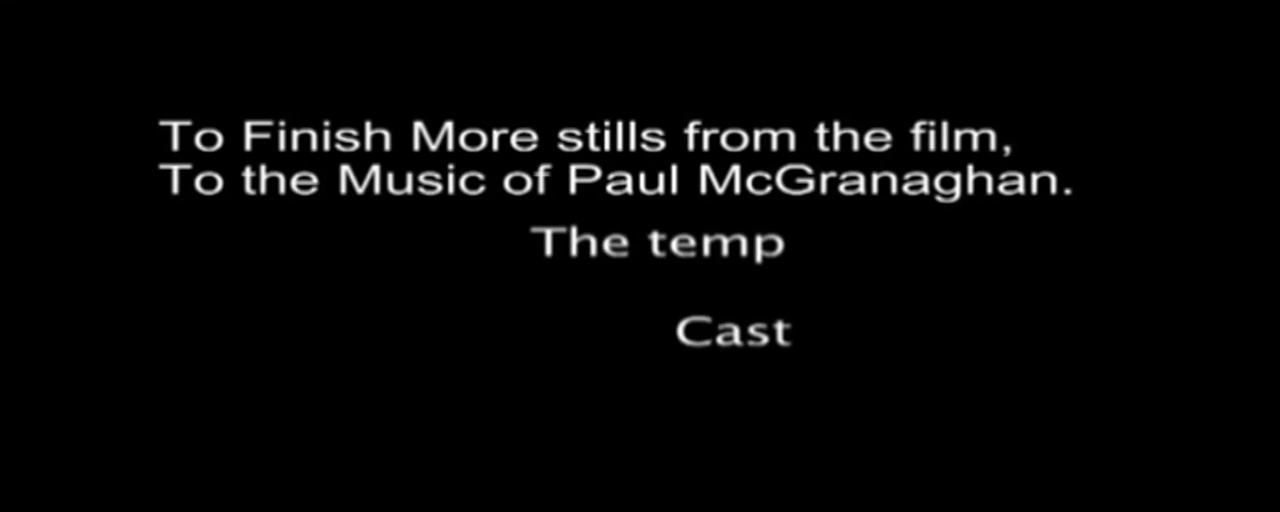 To Finish More stills from the film,
To the Music of Paul McGranaghan.
The temp
Cast